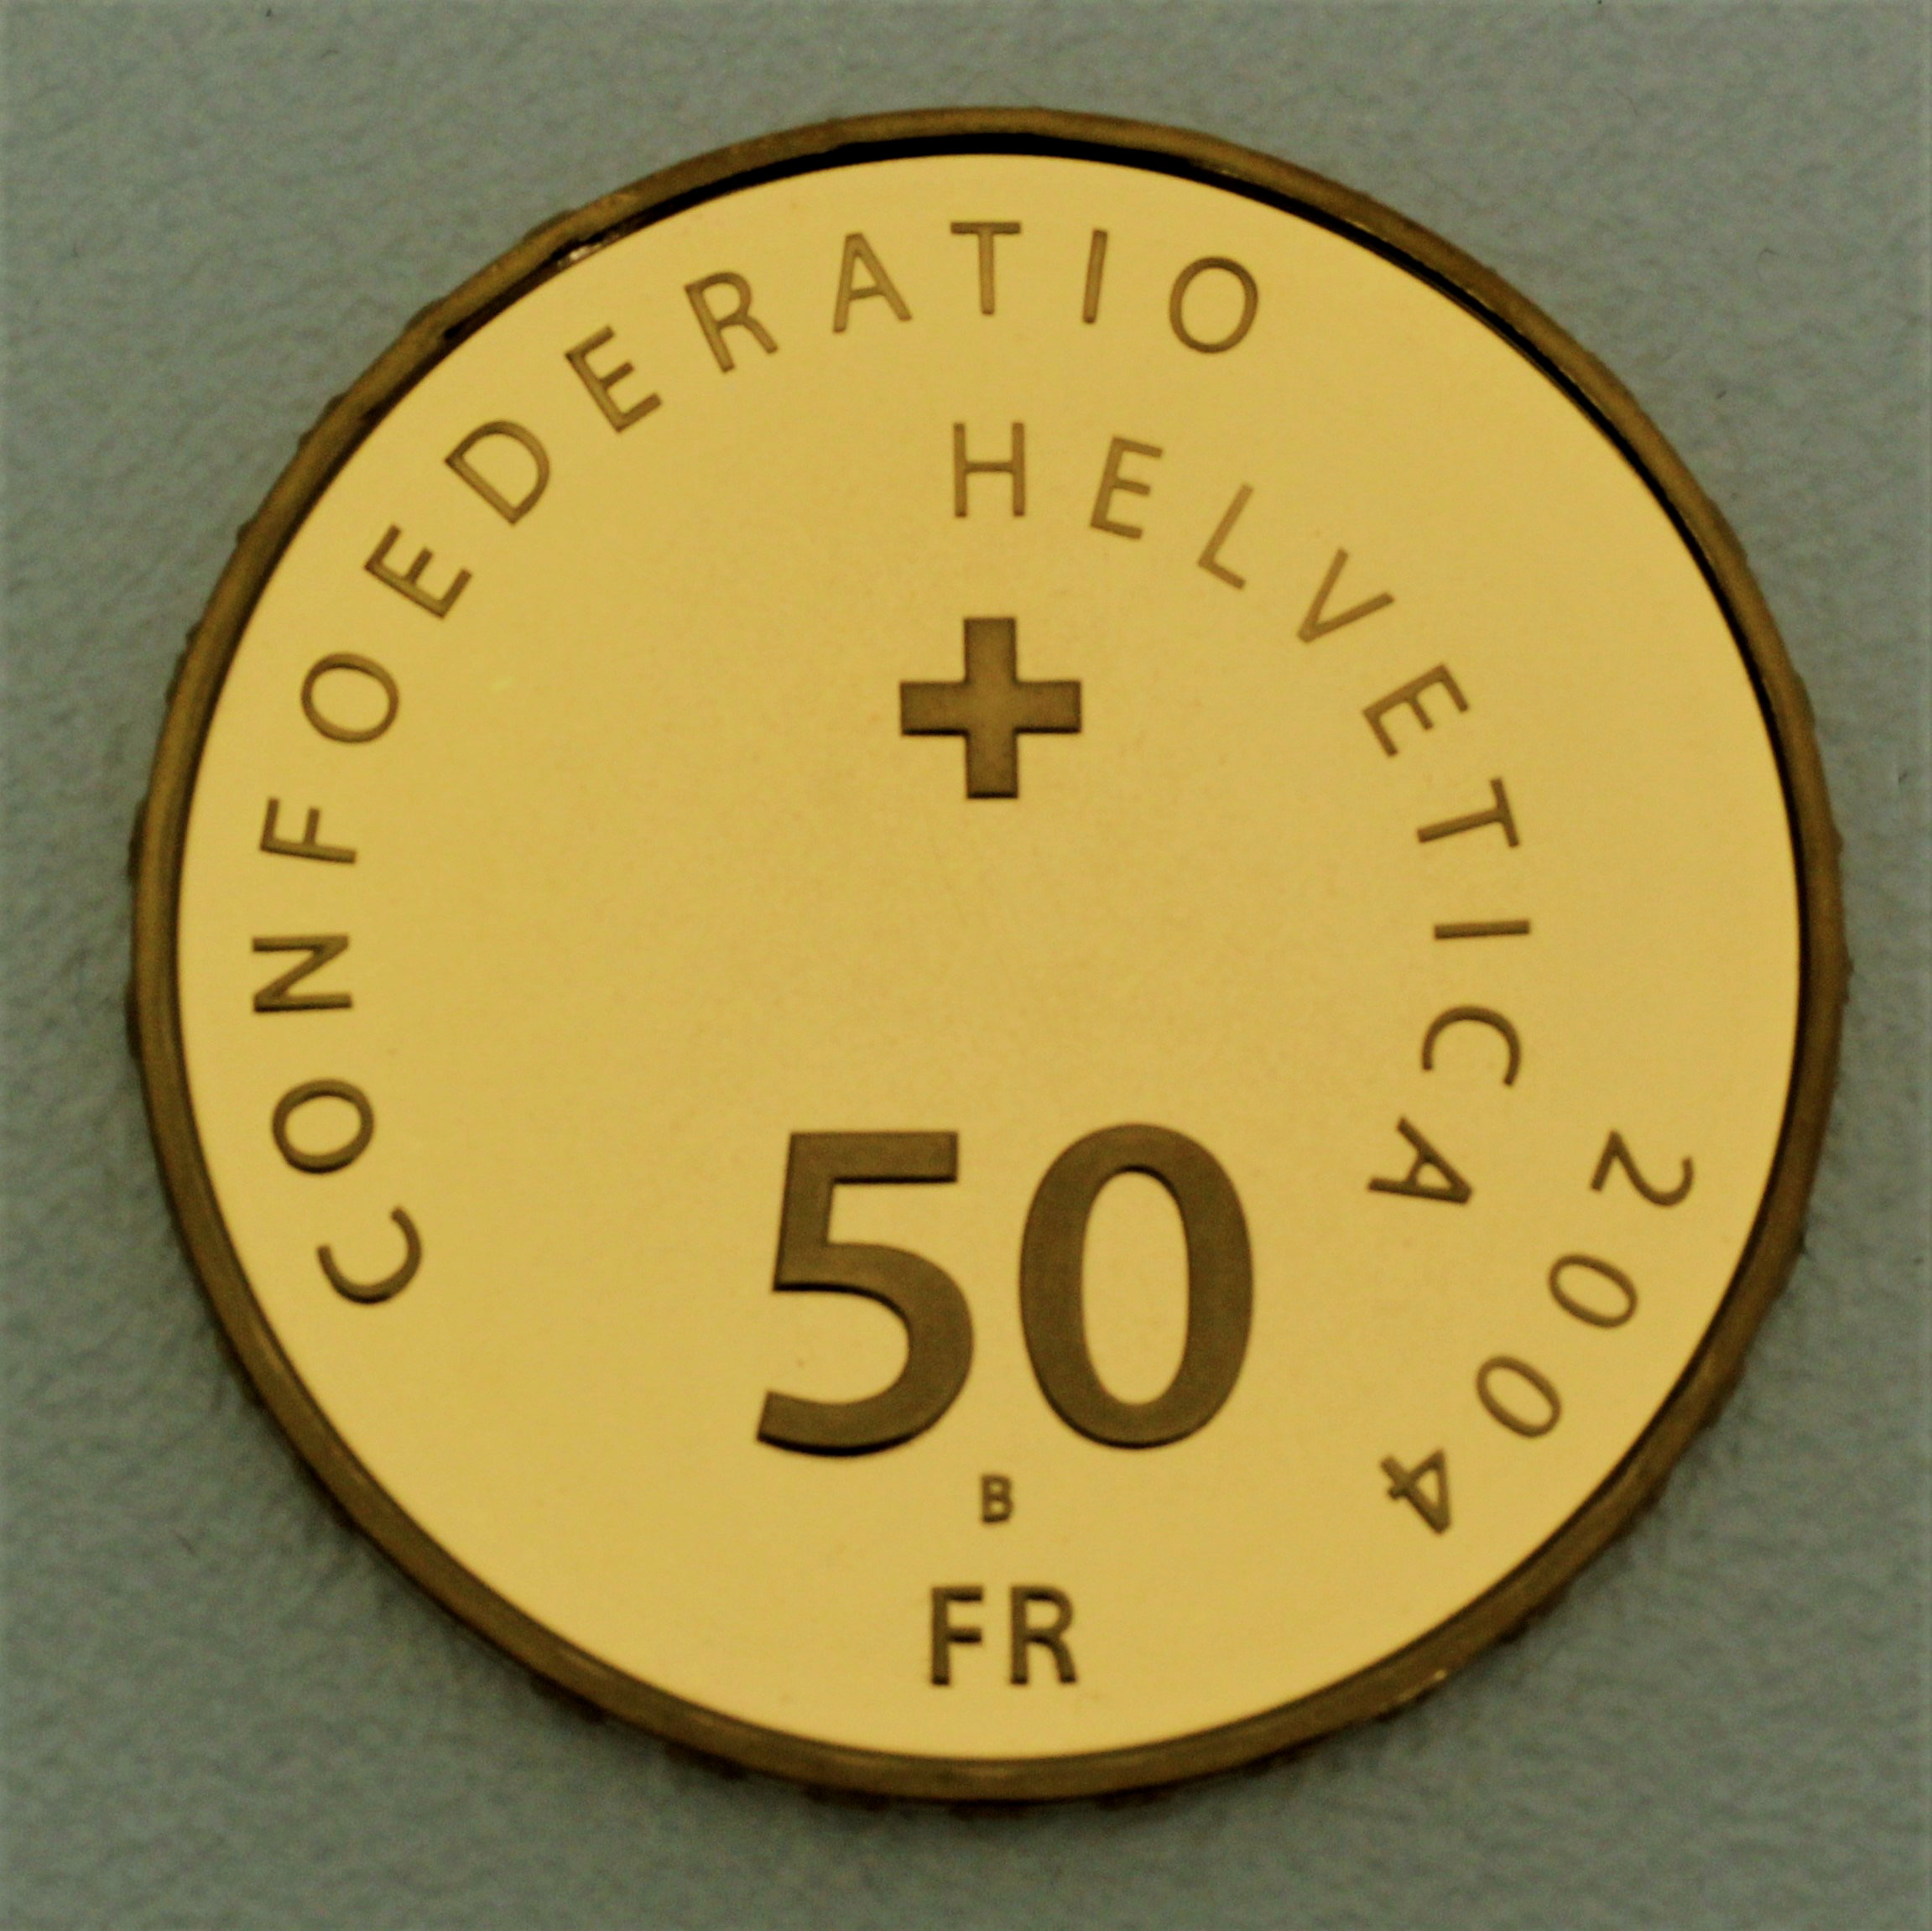 CONFOEDERATIO
HELVETICA
2004
50
B
FR